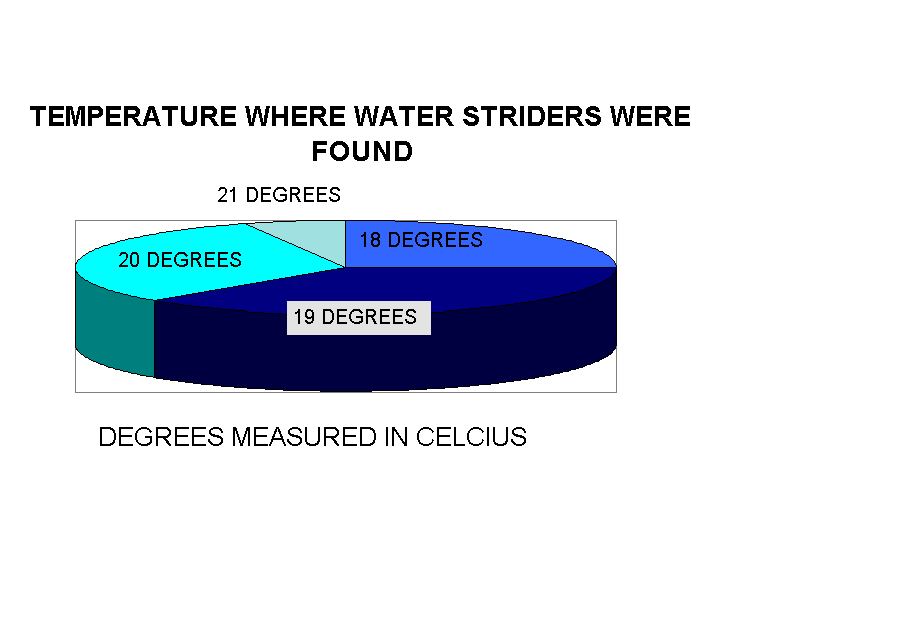 TEMPERATURE WHERE WATER STRIDERS WERE
FOUND
21 DEGREES
18 DEGREES
20 DEGREES
19 DEGREES
DEGREES MEASURED IN CELCIUS